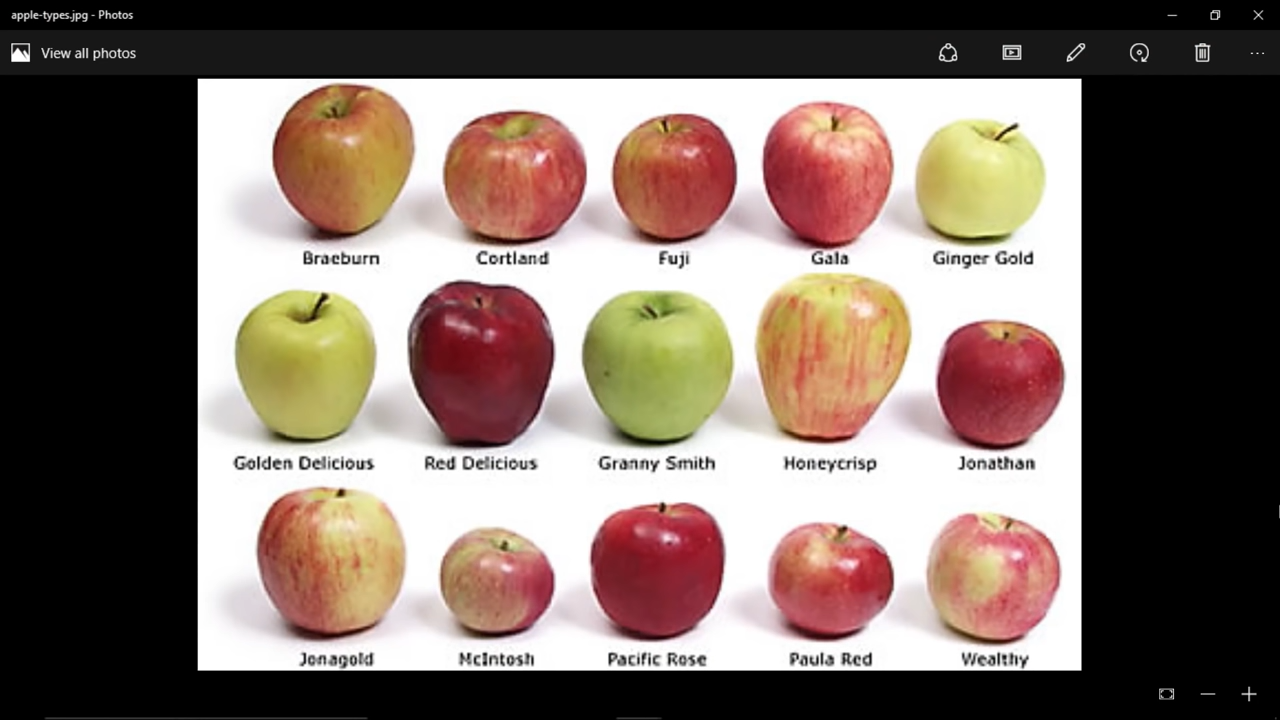 apple-types.jpg - Photos
View all photos
Braeburn Cortland Fuji Gala Ginger Gold
Golden Delicious Red Delicious Granny Smith Honeycrisp Jonathan
Jonagold McIntosh Pacific Rose Paula Red Wealthy